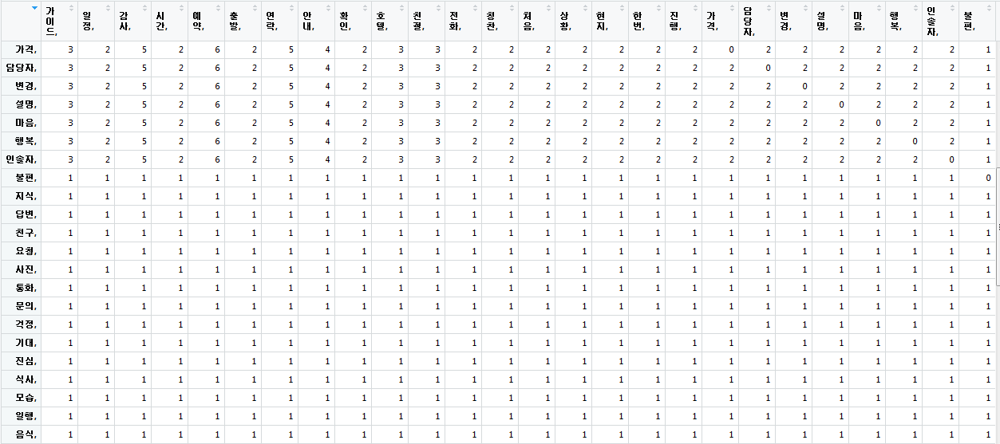 가이드, 일정, 감사, 시간, 예약, 출발, 연락, 안내, 확인, 호텔, 친절, 전화, 칭찬, 처음, 상황, 현지, 한번, 진행, 가격, 담당자, 변경, 설명, 마음, 행복, 인솔자, 불편,
가격, 3 2 5 2 6 2 5 4 2 3 3 2 2 2 2 2 2 2 0 2 2 2 2 2 2 1
담당자, 3 2 5 2 6 2 5 4 2 3 3 2 2 2 2 2 2 2 2 0 2 2 2 2 2 1
변경, 3 2 5 2 6 2 5 4 2 3 3 2 2 2 2 2 2 2 2 2 0 2 2 2 2 1
설명, 3 2 5 2 6 2 5 4 2 3 3 2 2 2 2 2 2 2 2 2 2 0 2 2 2 1
마음, 3 2 5 2 6 2 5 4 2 3 3 2 2 2 2 2 2 2 2 2 2 2 0 2 2 1
행복, 3 2 5 2 6 2 5 4 2 3 3 2 2 2 2 2 2 2 2 2 2 2 2 0 2 1
인솔자, 3 2 5 2 6 2 5 4 2 3 3 2 2 2 2 2 2 2 2 2 2 2 2 2 0 1
불편, 1 1 1 1 1 1 1 1 1 1 1 1 1 1 1 1 1 1 1 1 1 1 1 1 1 0
지식, 1 1 1 1 1 1 1 1 1 1 1 1 1 1 1 1 1 1 1 1 1 1 1 1 1 1
답변, 1 1 1 1 1 1 1 1 1 1 1 1 1 1 1 1 1 1 1 1 1 1 1 1 1 1
친구, 1 1 1 1 1 1 1 1 1 1 1 1 1 1 1 1 1 1 1 1 1 1 1 1 1 1
요청, 1 1 1 1 1 1 1 1 1 1 1 1 1 1 1 1 1 1 1 1 1 1 1 1 1 1
사진, 1 1 1 1 1 1 1 1 1 1 1 1 1 1 1 1 1 1 1 1 1 1 1 1 1 1
통화, 1 1 1 1 1 1 1 1 1 1 1 1 1 1 1 1 1 1 1 1 1 1 1 1 1 1
문의, 1 1 1 1 1 1 1 1 1 1 1 1 1 1 1 1 1 1 1 1 1 1 1 1 1 1
걱정, 1 1 1 1 1 1 1 1 1 1 1 1 1 1 1 1 1 1 1 1 1 1 1 1 1 1
기대, 1 1 1 1 1 1 1 1 1 1 1 1 1 1 1 1 1 1 1 1 1 1 1 1 1 1
진심, 1 1 1 1 1 1 1 1 1 1 1 1 1 1 1 1 1 1 1 1 1 1 1 1 1 1
식사, 1 1 1 1 1 1 1 1 1 1 1 1 1 1 1 1 1 1 1 1 1 1 1 1 1 1
모습, 1 1 1 1 1 1 1 1 1 1 1 1 1 1 1 1 1 1 1 1 1 1 1 1 1 1
일행, 1 1 1 1 1 1 1 1 1 1 1 1 1 1 1 1 1 1 1 1 1 1 1 1 1 1
음식, 1 1 1 1 1 1 1 1 1 1 1 1 1 1 1 1 1 1 1 1 1 1 1 1 1 1